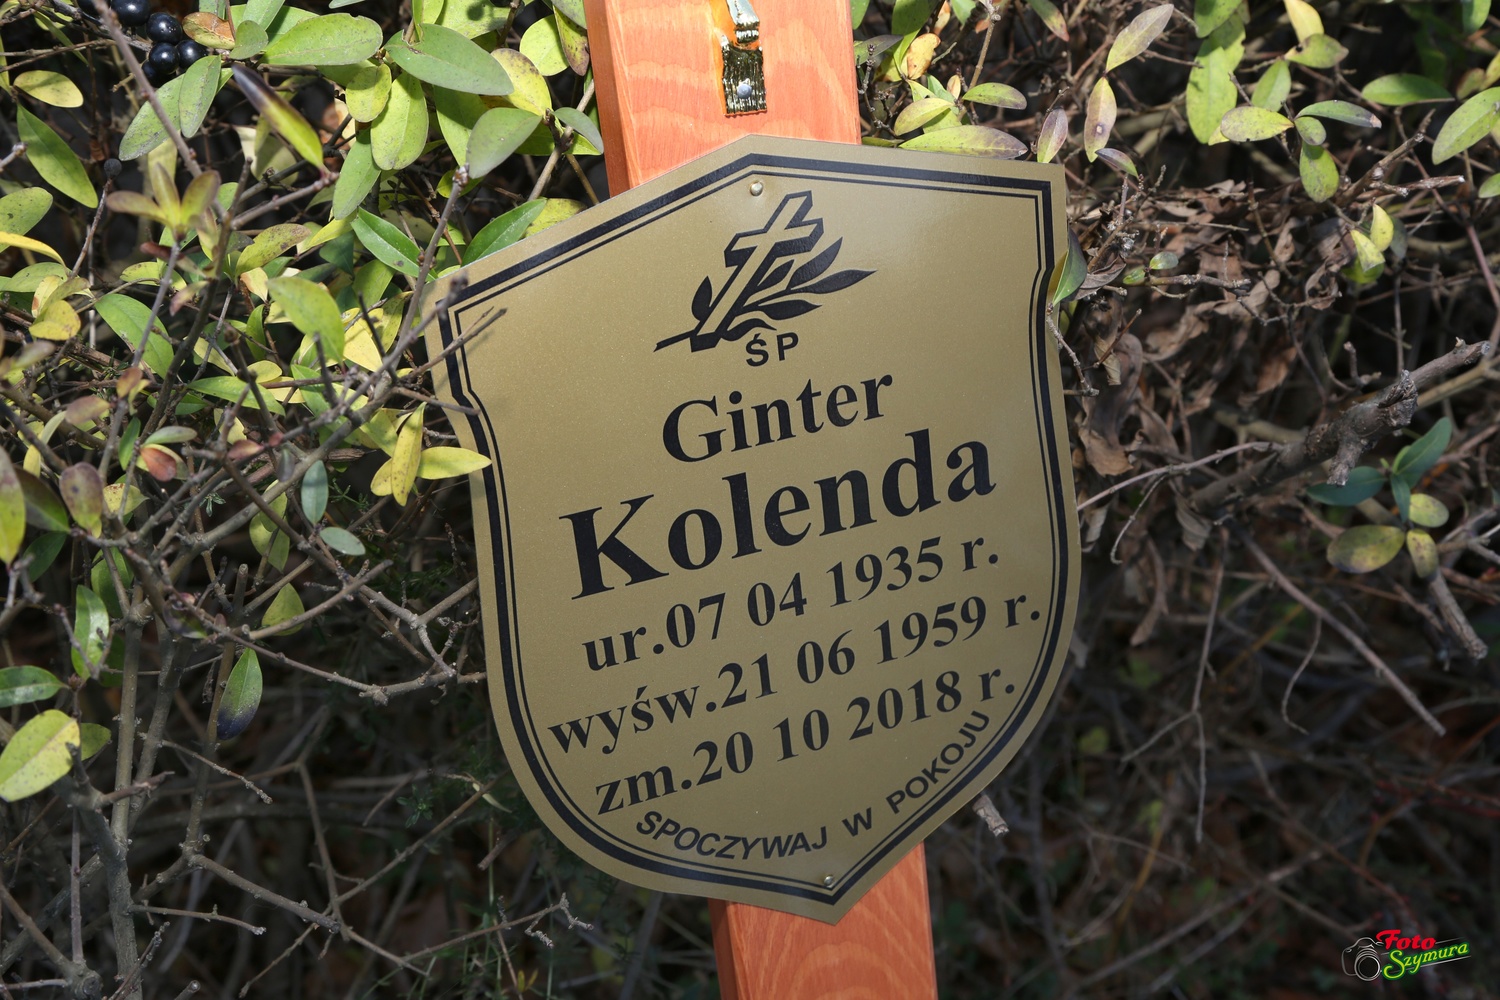 ŚP
Ginter
Kolenda
ur.07 04 1935 r.
wyśw.21 06 1959 r.
zm.20 10 2018 r.
SPOCZYWAJ W POKOJU
Foto
Szymura